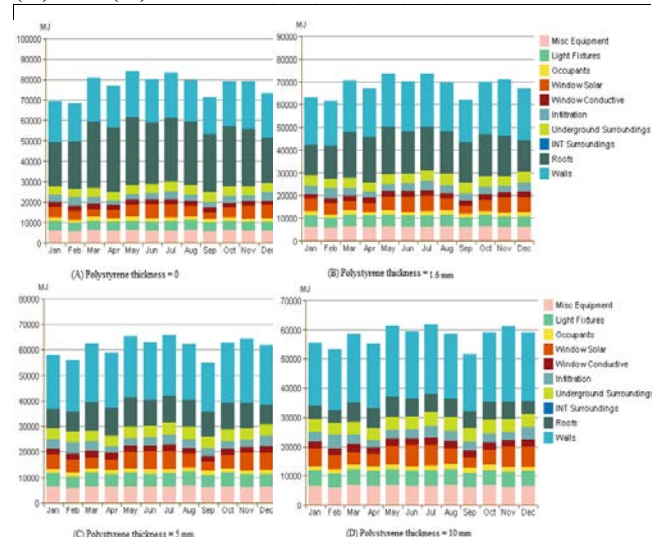 MJ
100000
90000
80000
70000
60000
50000
40000
30000
20000
10000
0
Jan Feb Mar Apr May Jun Jul Aug Sep Oct Nov Dec
(A) Polystyrene thickness = 0
MJ
90000
80000
70000
60000
50000
40000
30000
20000
10000
0
Jan Feb Mar Apr May Jun Jul Aug Sep Oct Nov Dec
(B) Polystyrene thickness = 1.6 mm
Misc Equipment
Light Fixtures
Occupants
Window Solar
Window Conductive
Infiltration
Underground Surroundings
INT Surroundings
Roofs
Walls
MJ
80000
70000
60000
50000
40000
30000
20000
10000
0
Jan Feb Mar Apr May Jun Jul Aug Sep Oct Nov Dec
(C) Polystyrene thickness = 5 mm
MJ
70000
60000
50000
40000
30000
20000
10000
0
Jan Feb Mar Apr May Jun Jul Aug Sep Oct Nov Dec
(D) Polystyrene thickness = 10 mm
Misc Equipment
Light Fixtures
Occupants
Window Solar
Window Conductive
Infiltration
Underground Surroundings
INT Surroundings
Roofs
Walls